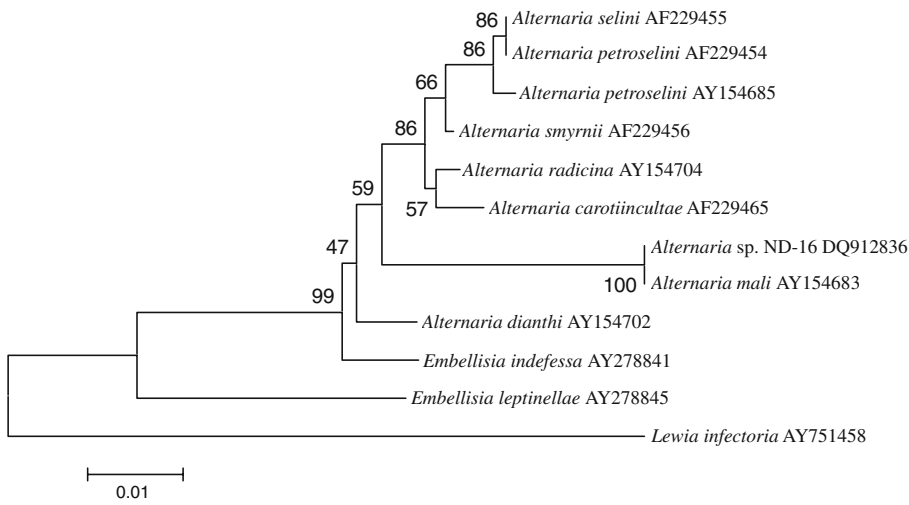 86
Alternaria selini AF229455
86
Alternaria petroselini AF229454
66
Alternaria petroselini AY154685
86
Alternaria smyrnii AF229456
Alternaria radicina AY154704
59
57
Alternaria carotiincultae AF229465
47
Alternaria sp. ND-16 DQ912836
100
Alternaria mali AY154683
99
Alternaria dianthi AY154702
Embellisia indefessa AY278841
Embellisia leptinellae AY278845
Lewia infectoria AY751458
0.01